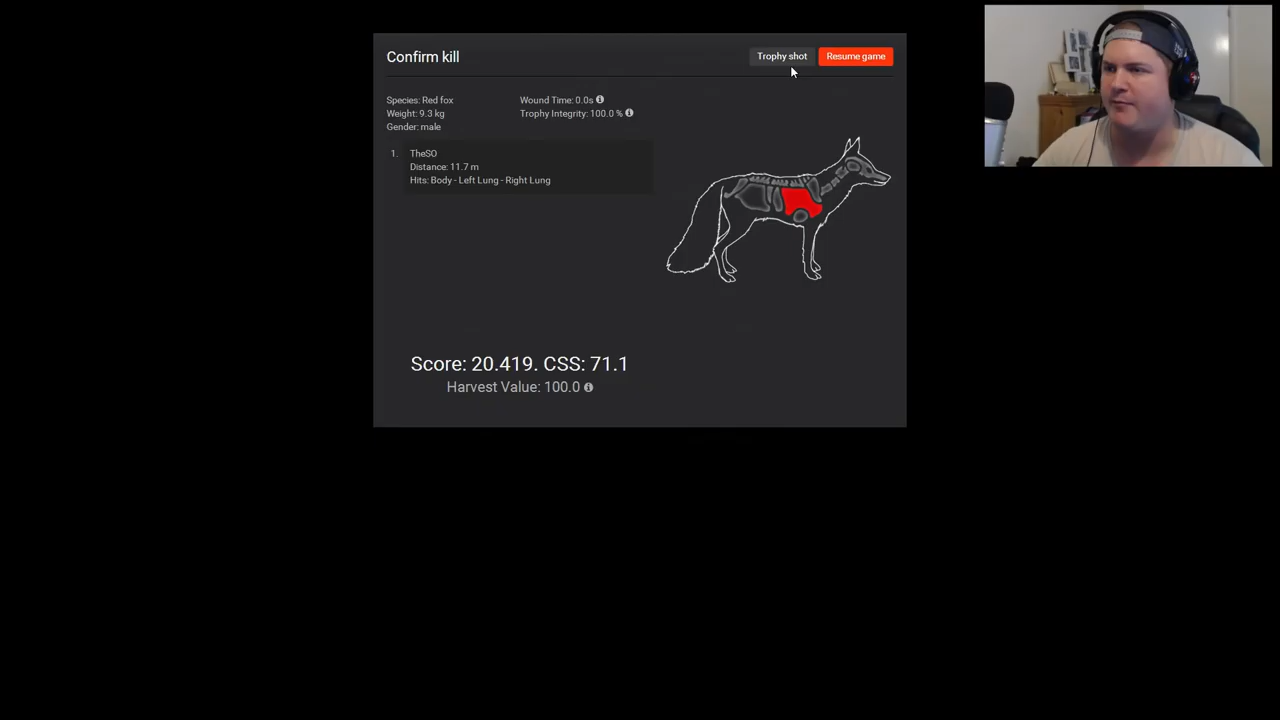 Confirm kill
Trophy shot
Resume game
Species: Red fox
Weight: 9.3 kg
Gender: male
Wound Time: 0.0s
Trophy Integrity: 100.0 %
1. TheSO
Distance: 11.7 m
Hits: Body - Left Lung - Right Lung
Score: 20.419. CSS: 71.1
Harvest Value: 100.0